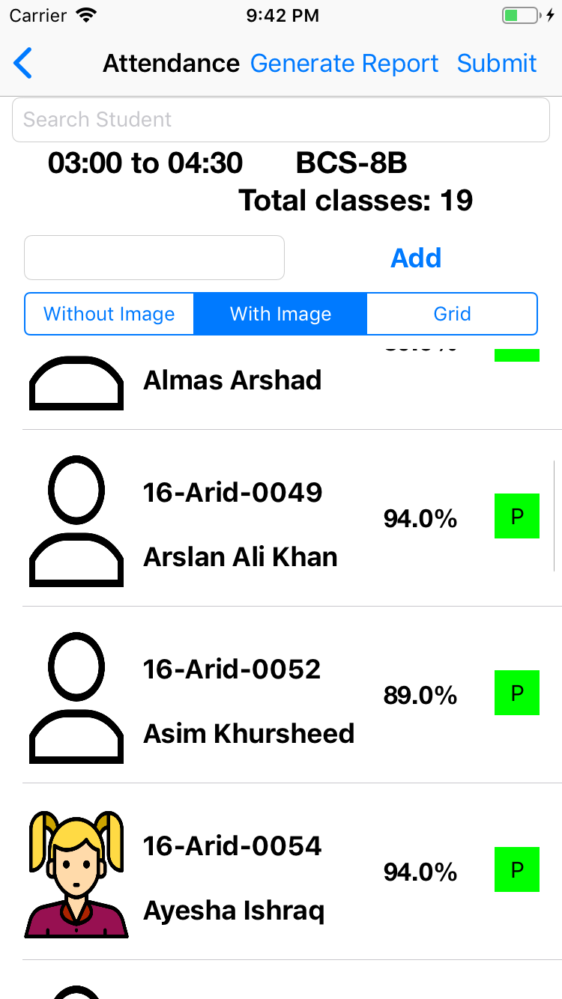 Carrier 9:42 PM
Attendance Generate Report Submit
Search Student
03:00 to 04:30 BCS-8B
Total classes: 19
Add
Without Image With Image Grid
Almas Arshad
16-Arid-0049
94.0% P
Arslan Ali Khan
16-Arid-0052
89.0% P
Asim Khursheed
16-Arid-0054
94.0% P
Ayesha Ishraq